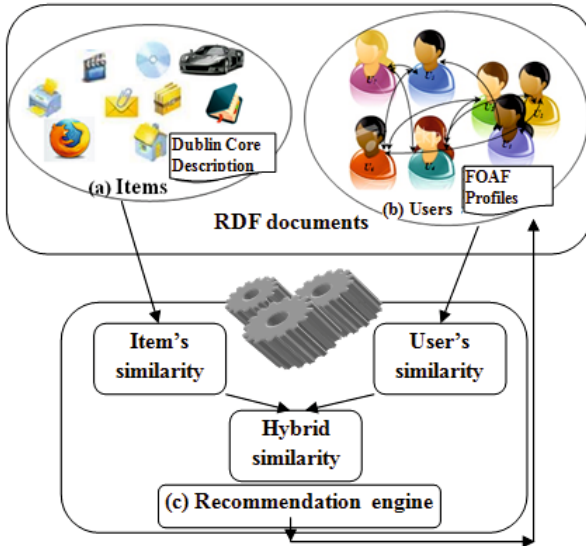 Dublin Core
Description
(a) Items
FOAF
Profiles
(b) Users
RDF documents
Item's
similarity
User's
similarity
Hybrid
similarity
(c) Recommendation engine